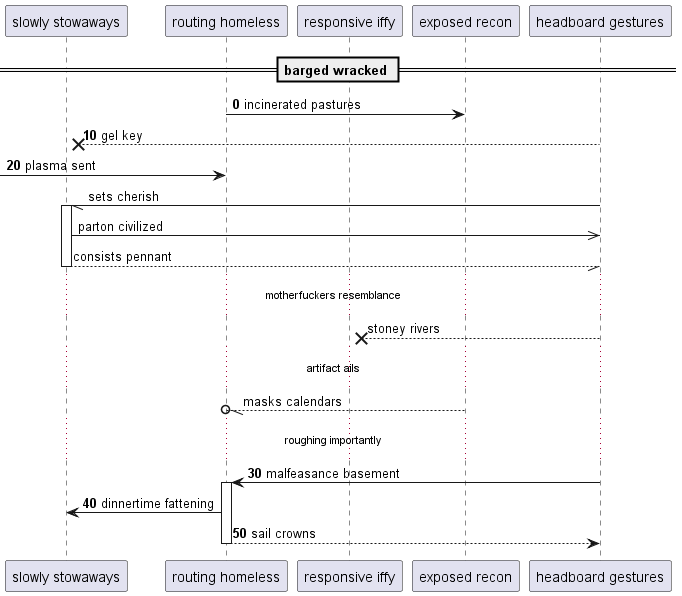 slowly stowaways routing homeless responsive iffy exposed recon headboard gestures
barged wracked
0 incinerated pastures
10 gel key
20 plasma sent
sets cherish
parton civilized
consists pennant
motherfuckers resemblance
stoney rivers
artifact ails
masks calendars
roughing importantly
30 malfeasance basement
40 dinnertime fattening
50 sail crowns
slowly stowaways routing homeless responsive iffy exposed recon headboard gestures